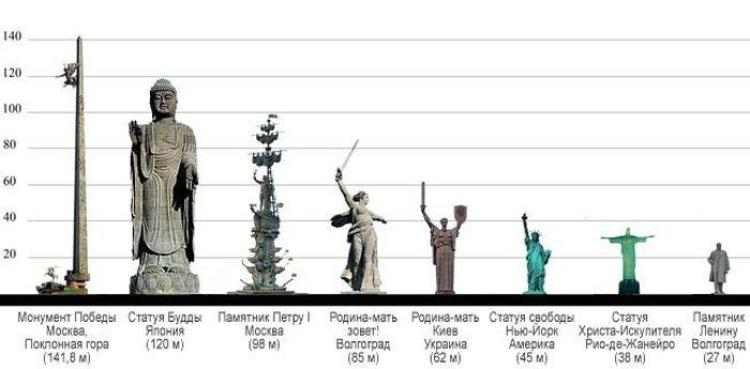 140
120
100
80
60
40
20
Монумент Победы
Москва,
Поклонная гора
(141,8 м)
Статуя Будды
Япония
(120 м)
Памятник Петру I
Москва
(98 м)
Родина-мать
зовет!
Волгоград
(85 м)
Родина-мать
Киев
Украина
(62 м)
Статуя свободы
Нью-Йорк
Америка
(45 м)
Статуя
Христа-Искупителя
Рио-де-Жанейро
(38 м)
Памятник
Ленину
Волгоград
(27 м)